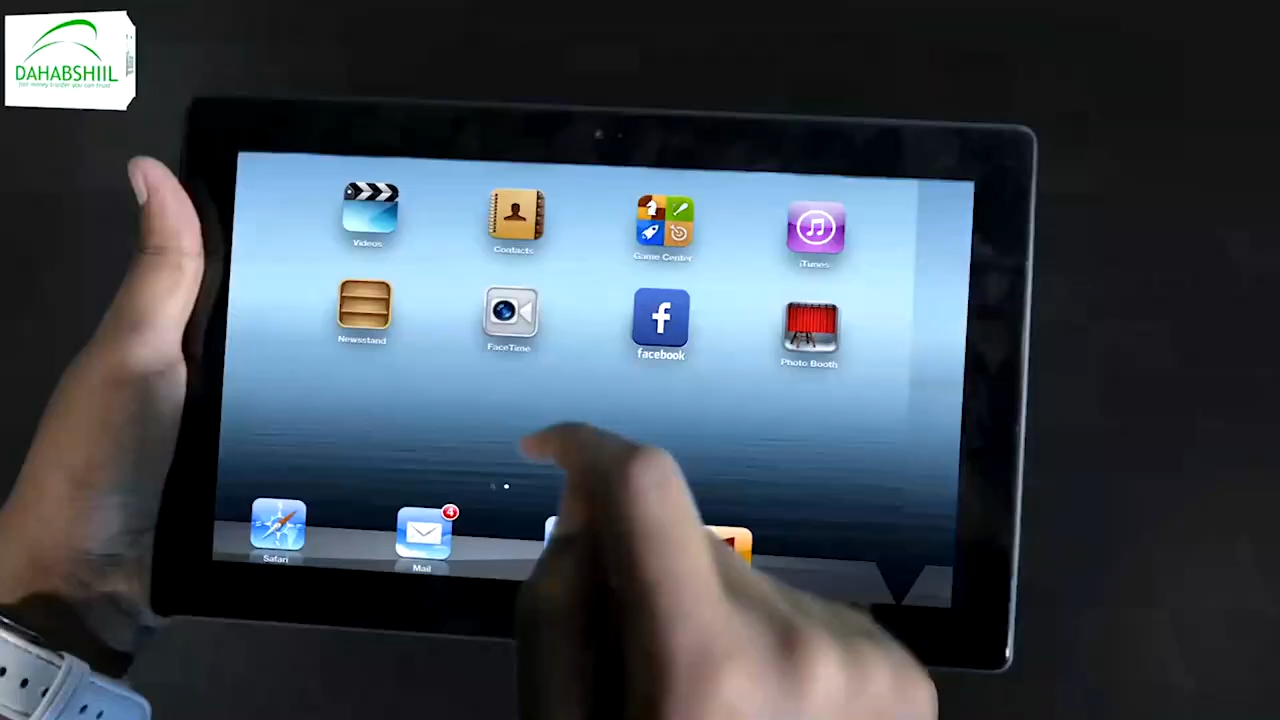 DAHABSHIIL
Videos
Contacts
Game Center
iTunes
Newsstand
FaceTime
facebook
Photo Booth
4
Safari
Mail